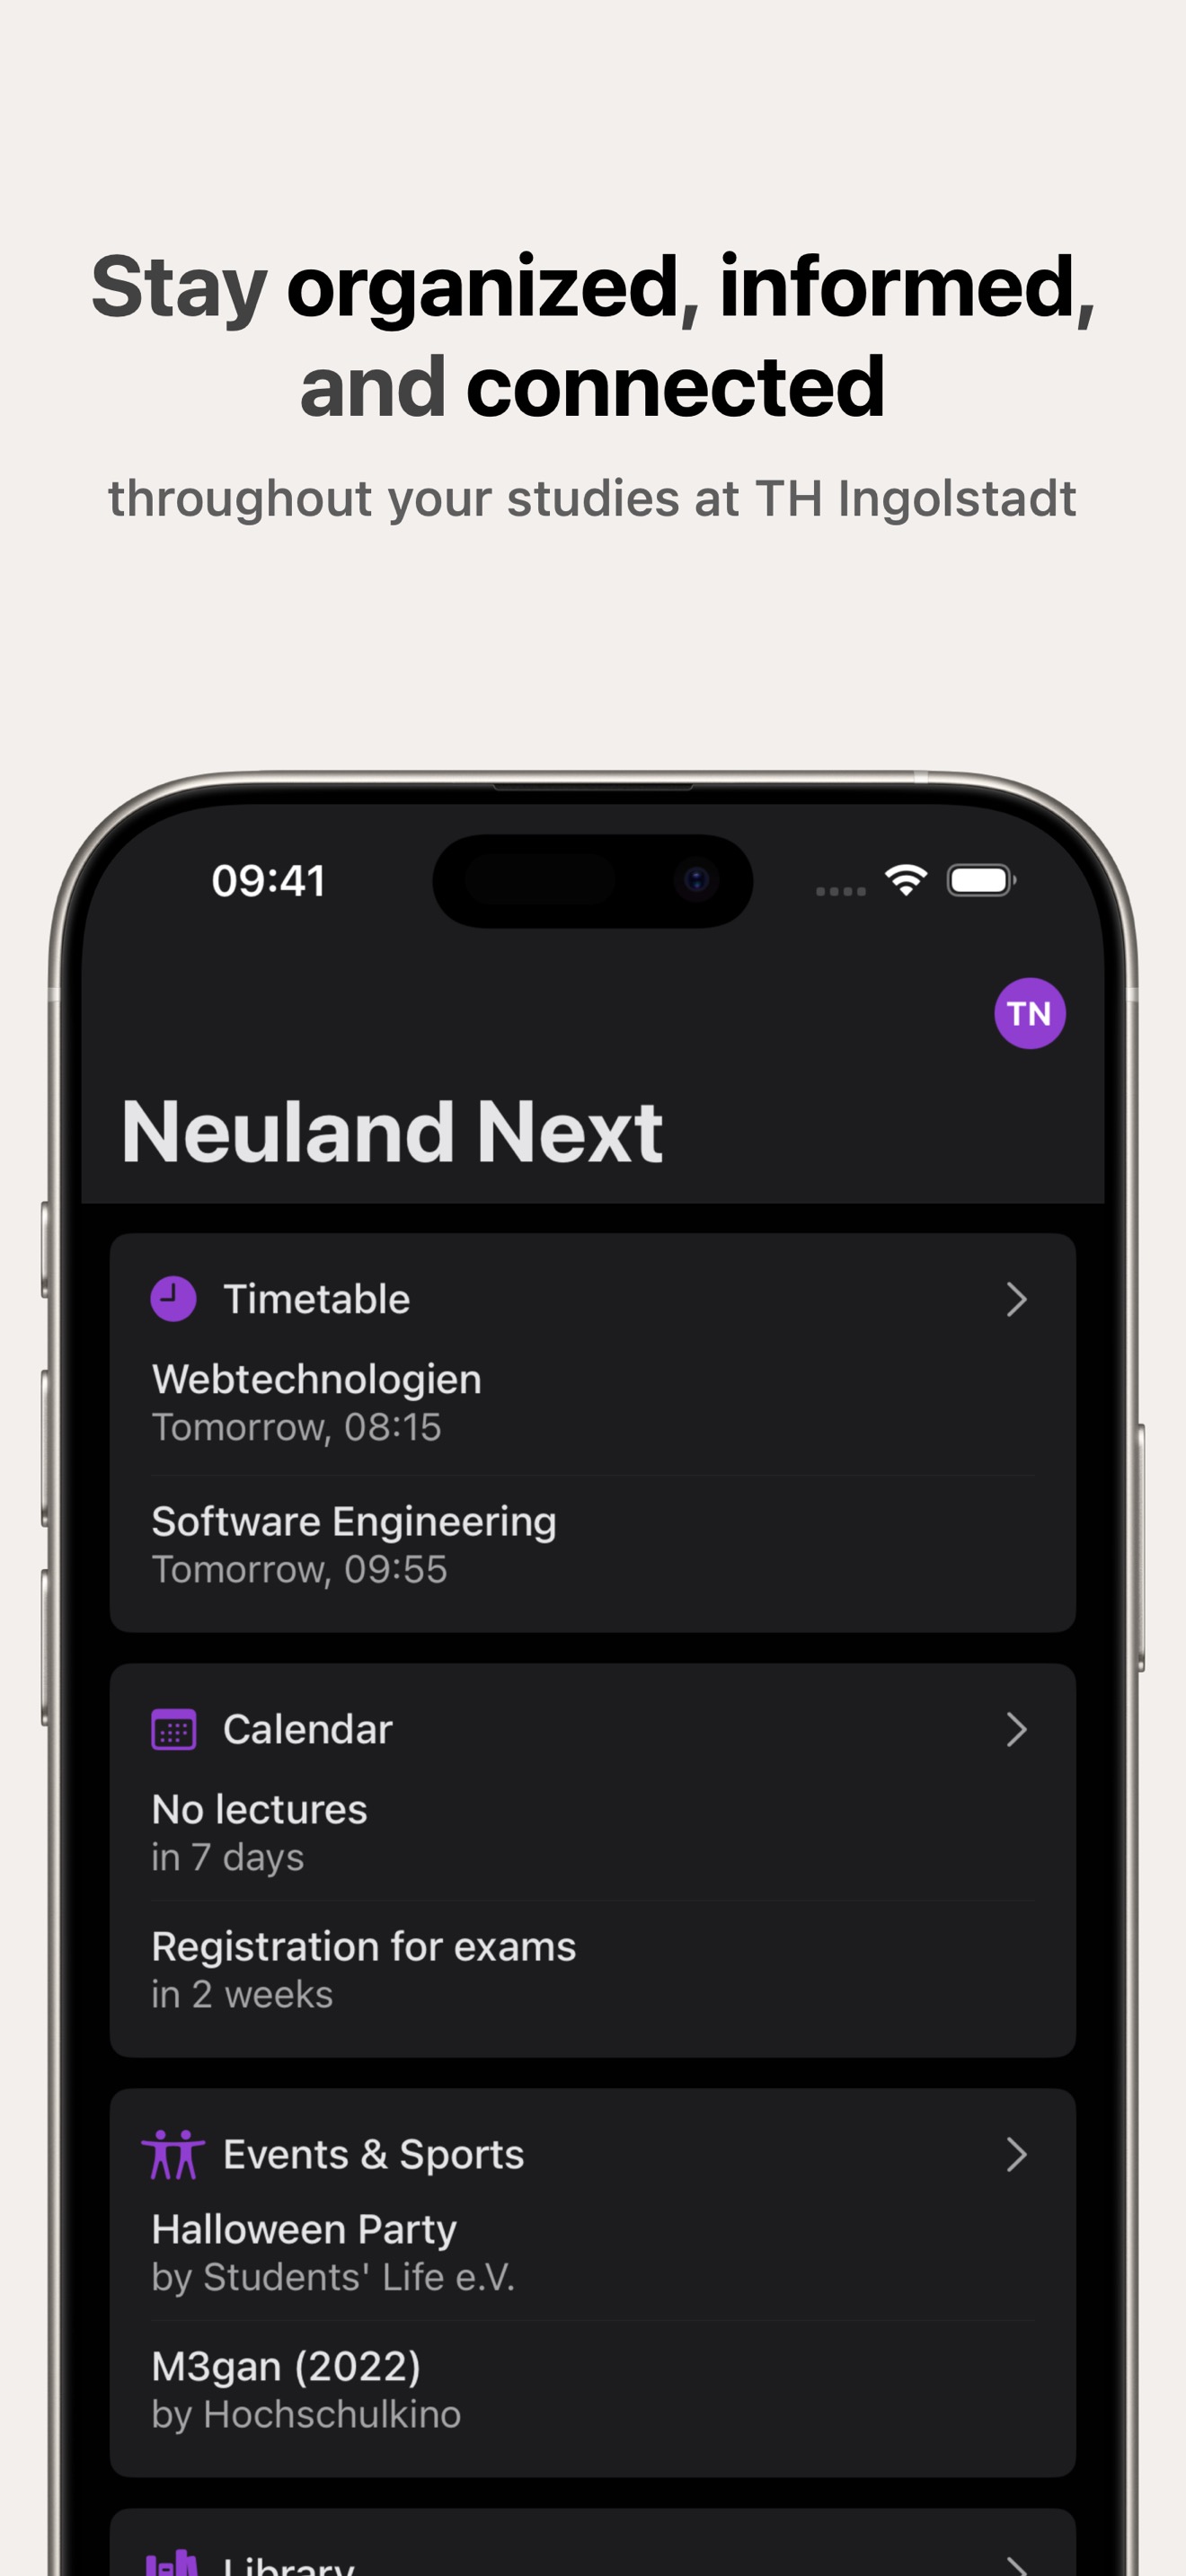 Stay organized, informed,
and connected
throughout your studies at TH Ingolstadt
09:41
TN
Neuland Next
Timetable
Webtechnologien
Tomorrow, 08:15
Software Engineering
Tomorrow, 09:55
Calendar
No lectures
in 7 days
Registration for exams
in 2 weeks
Events & Sports
Halloween Party
by Students' Life e.V.
M3gan (2022)
by Hochschulkino
Library